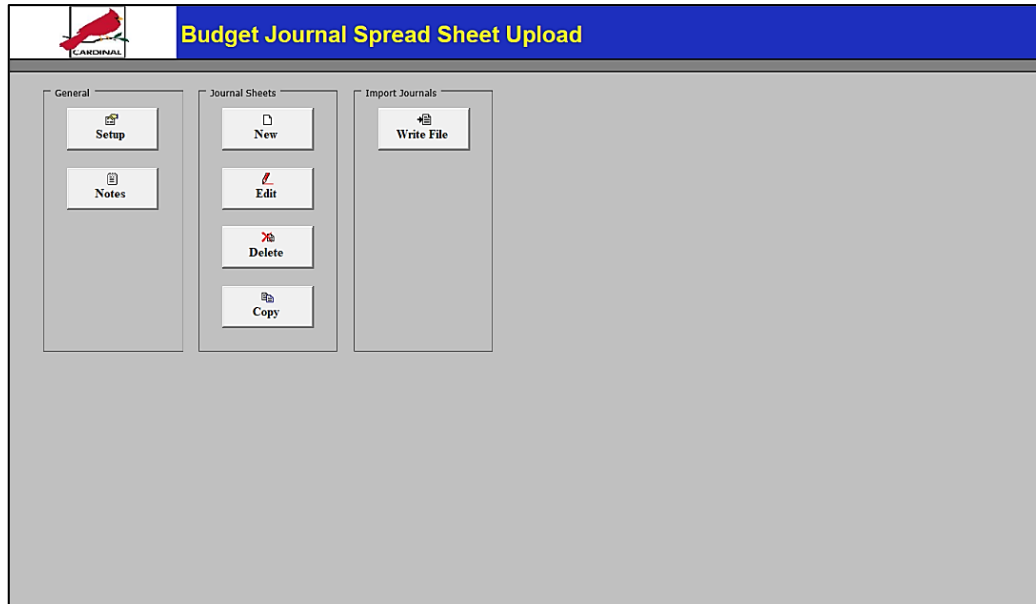 CARDINAL
Budget Journal Spread Sheet Upload
General
Setup
Notes
Journal Sheets
New
Edit
Delete
Copy
Import Journals
Write File